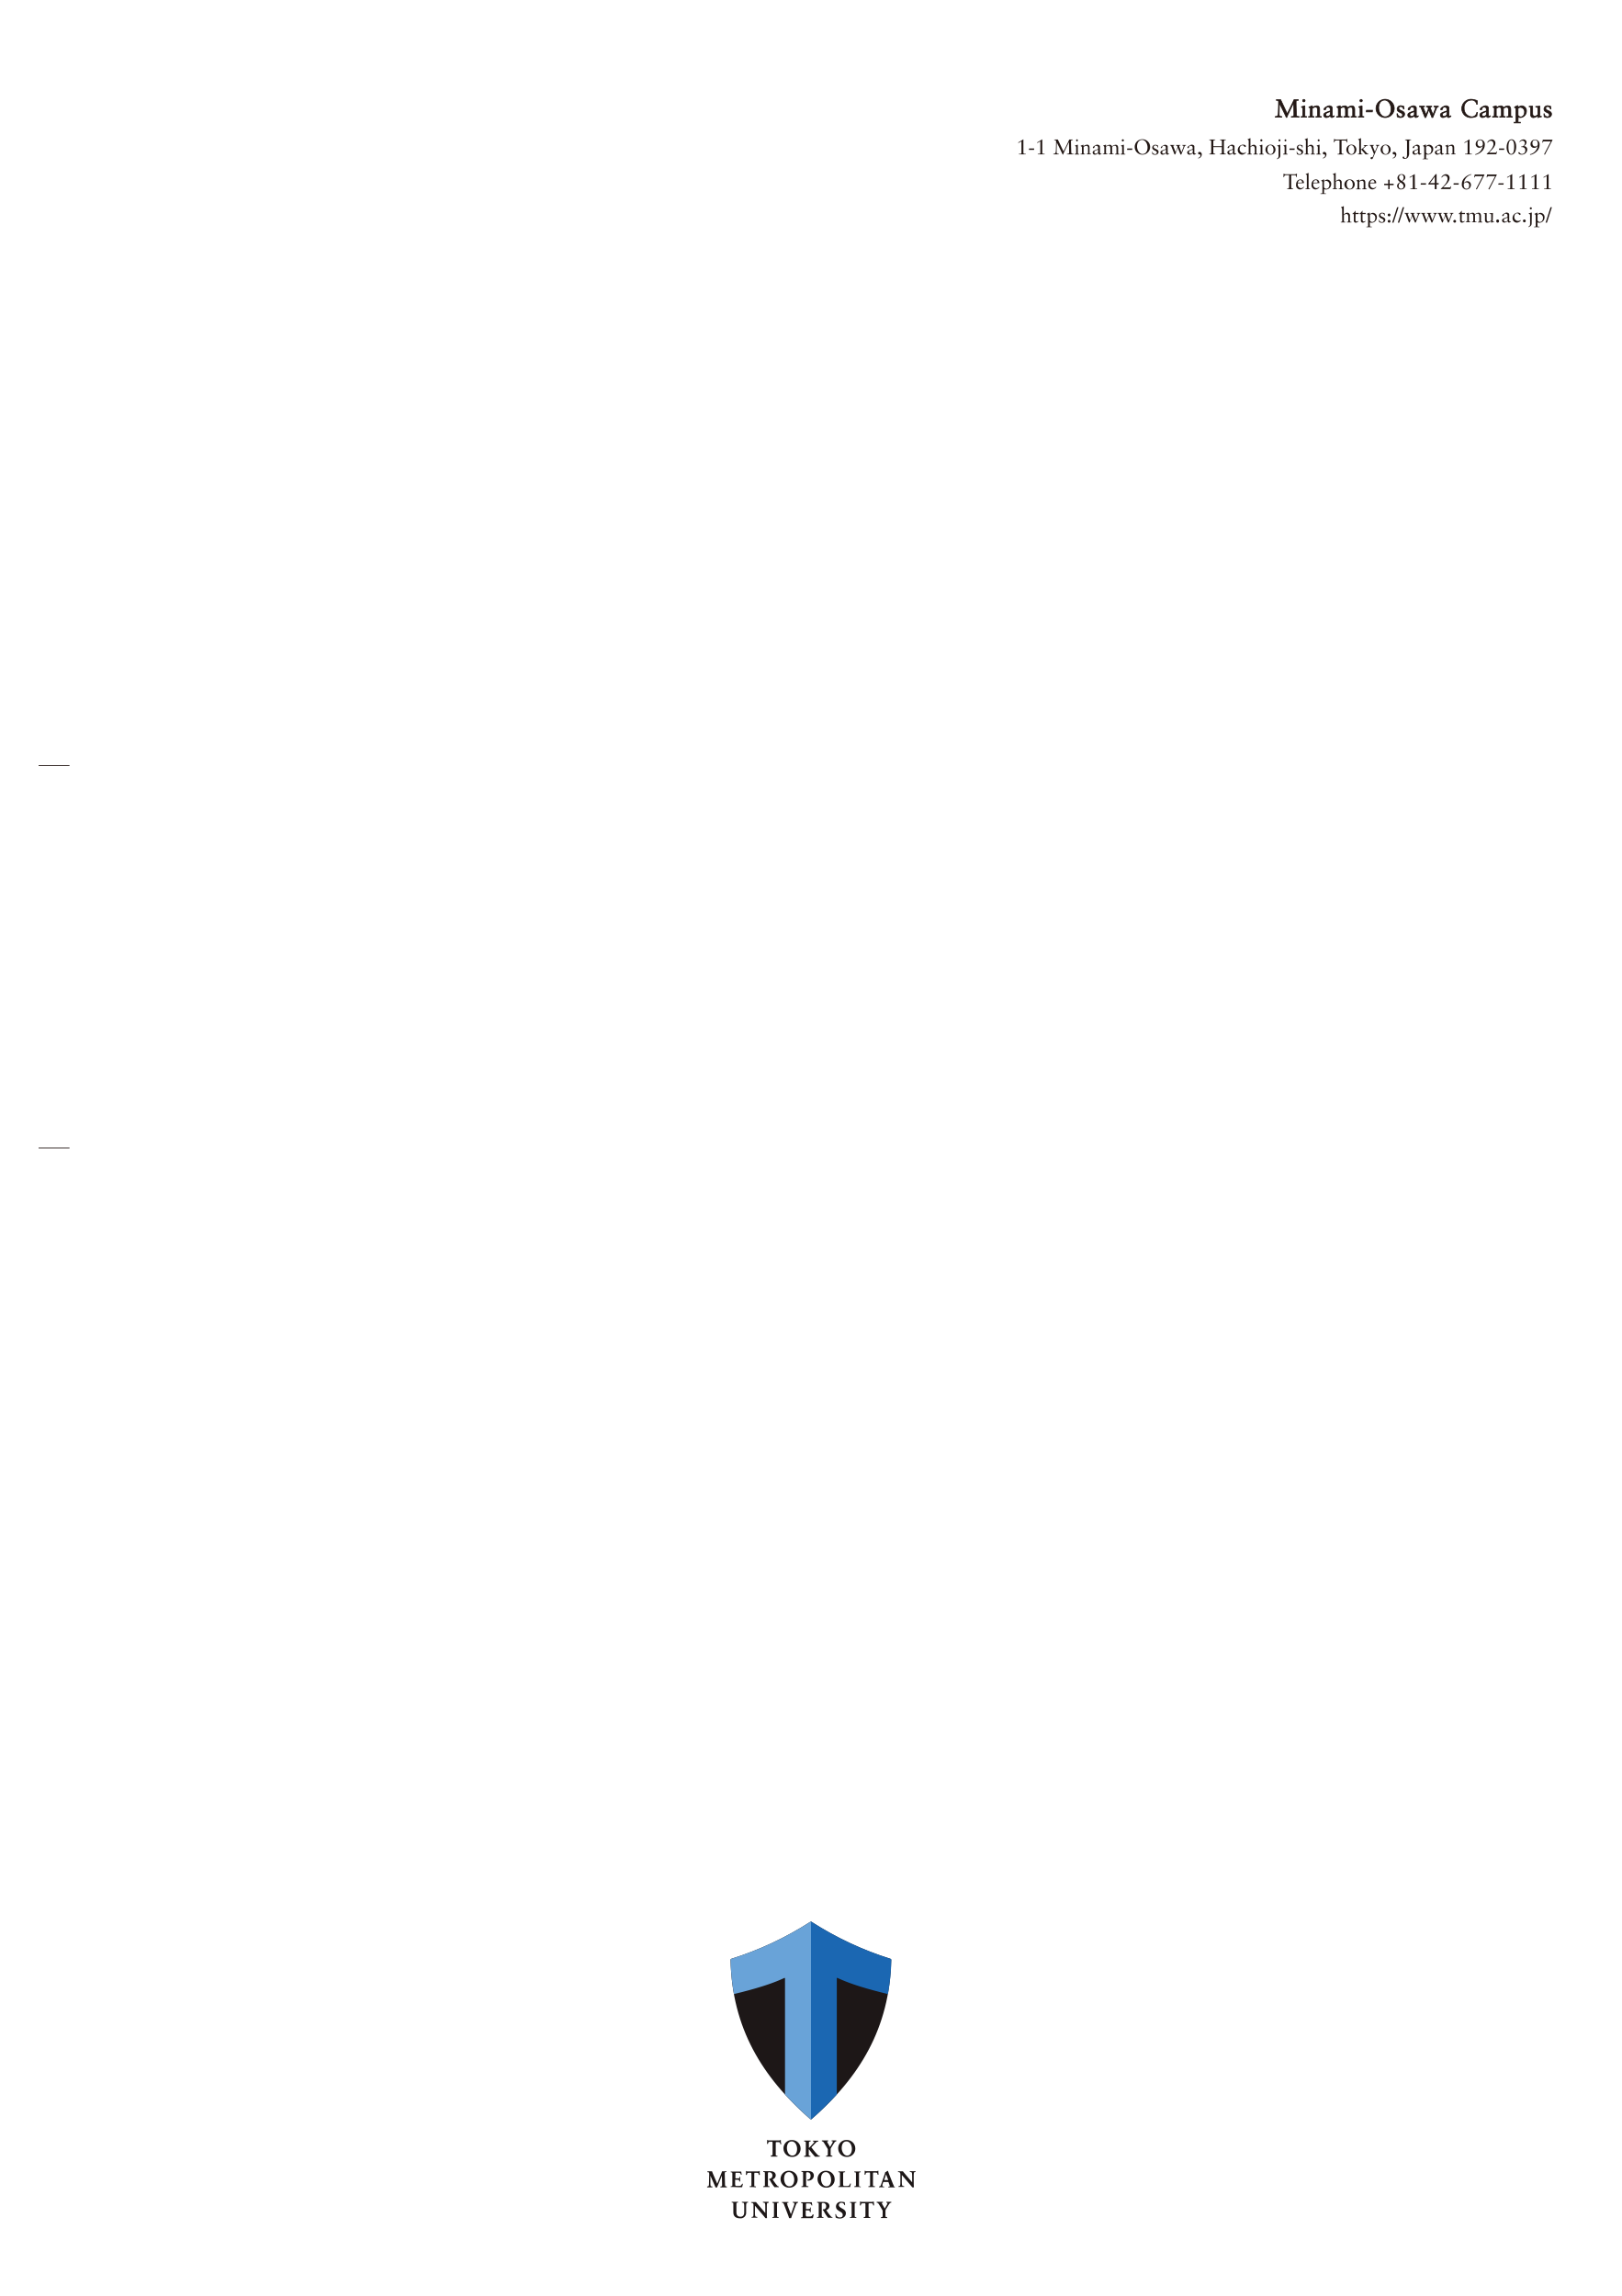 Minami-Osawa Campus
1-1 Minami-Osawa, Hachioji-shi, Tokyo, Japan 192-0397
Telephone +81-42-677-1111
https://www.tmu.ac.jp/
TOKYO
METROPOLITAN
UNIVERSITY